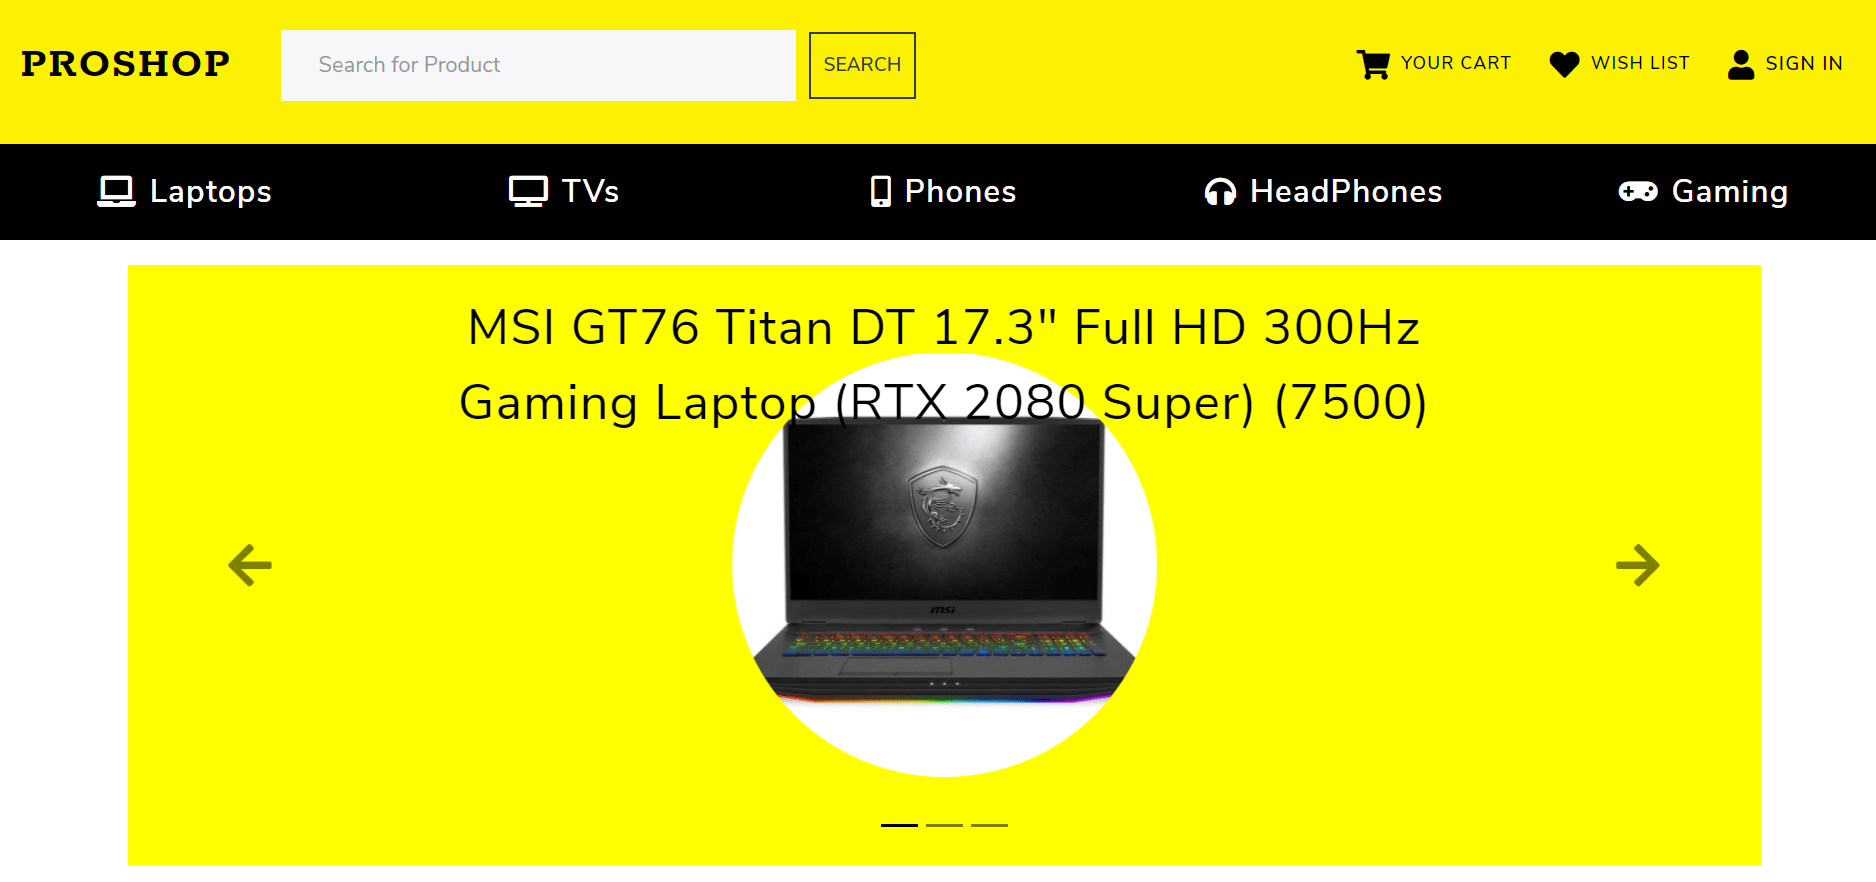 PROSHOP
Search for Product
SEARCH
YOUR CART
WISH LIST
SIGN IN
Laptops
TVs
Phones
HeadPhones
Gaming
MSI GT76 Titan DT 17.3" Full HD 300Hz
Gaming Laptop (RTX 2080 Super) (7500)
msi